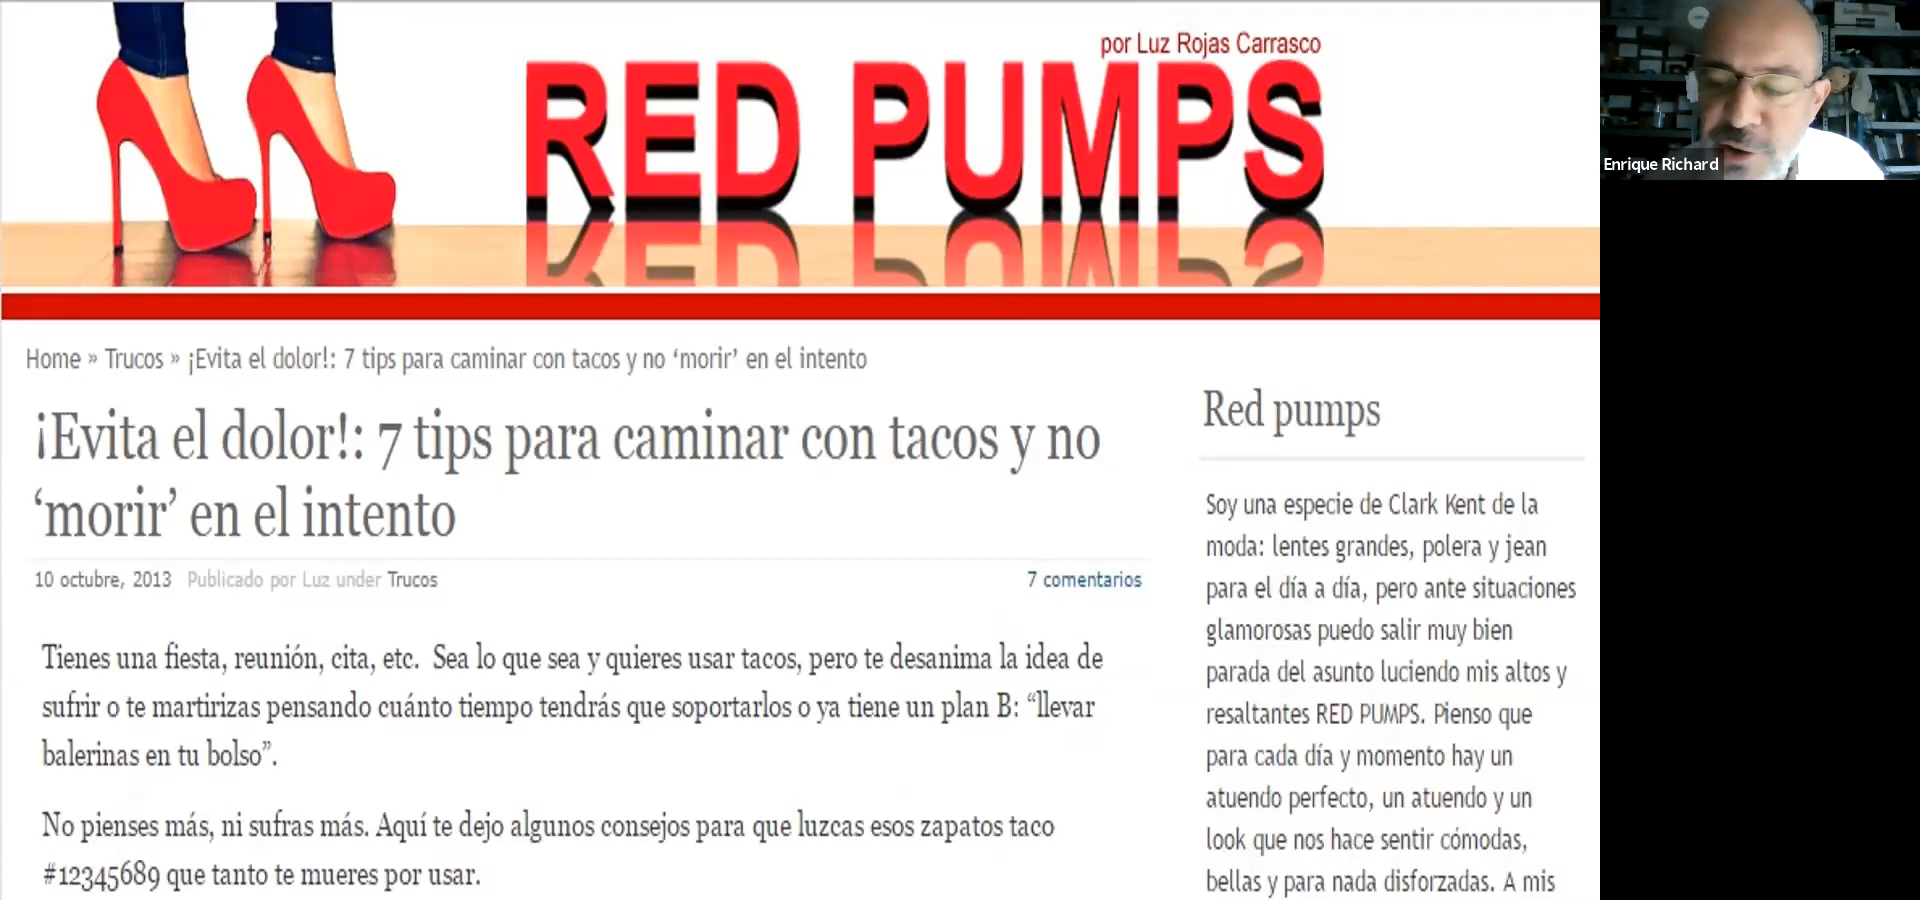 por Luz Rojas Carrasco
RED PUMPS
Home » Trucos » ¡Evita el dolor!: 7 tips para caminar con tacos y no ‘morir’ en el intento
¡Evita el dolor!: 7 tips para caminar con tacos y no
‘morir’ en el intento
10 octubre, 2013 Publicado por Luz under Trucos
7 comentarios
Tienes una fiesta, reunión, cita, etc. Sea lo que sea y quieres usar tacos, pero te desanima la idea de
sufrir o te martirizas pensando cuánto tiempo tendrás que soportarlos o ya tiene un plan B: “llevar
balerinas en tu bolso”.
No pienses más, ni sufras más. Aquí te dejo algunos consejos para que luzcas esos zapatos taco
#12345689 que tanto te mueres por usar.
Red pumps
Soy una especie de Clark Kent de la
moda: lentes grandes, polera y jean
para el día a día, pero ante situaciones
glamorosas puedo salir muy bien
parada del asunto luciendo mis altos y
resaltantes RED PUMPS. Pienso que
para cada día y momento hay un
atuendo perfecto, un atuendo y un
look que nos hace sentir cómodas,
bellas y para nada disforzadas. A mis
Enrique Richard